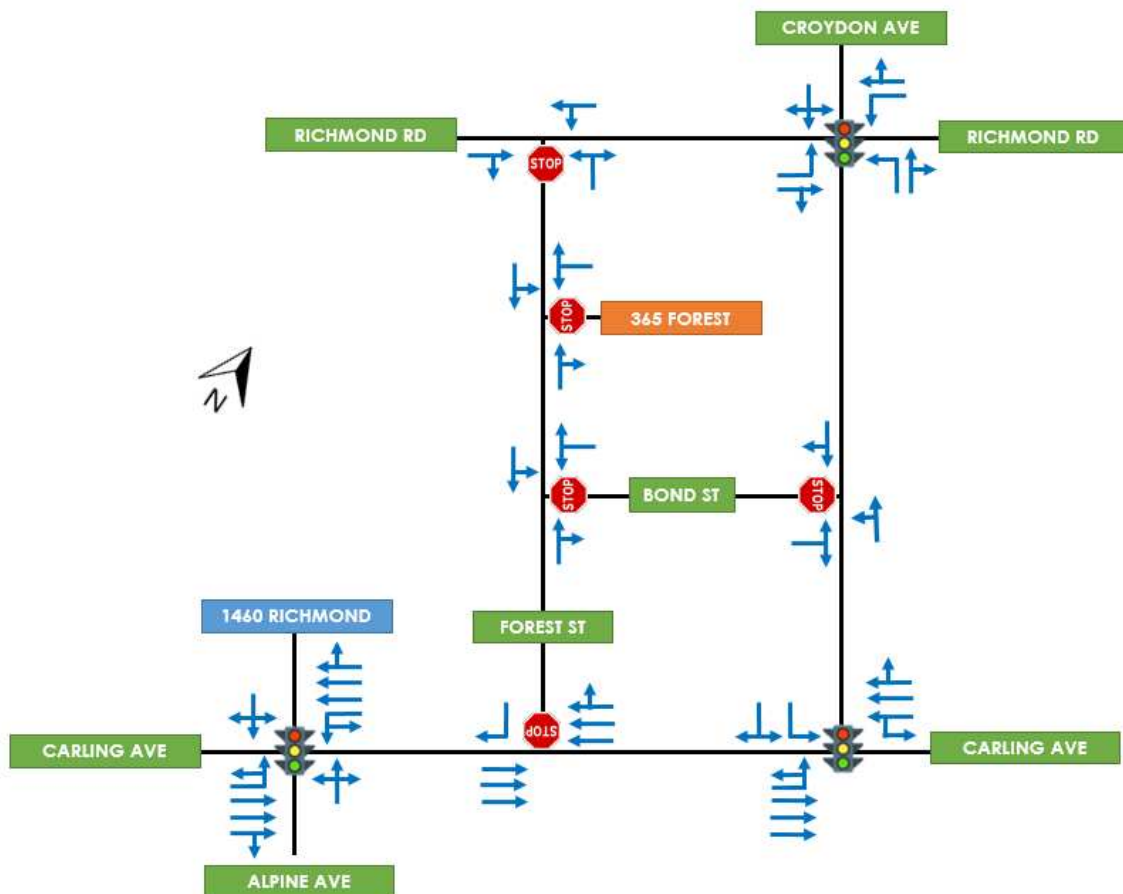 CROYDON AVE
RICHMOND RD
RICHMOND RD
STOP
STOP
365 FOREST
N
STOP
BOND ST
STOP
1460 RICHMOND
FOREST ST
STOP
CARLING AVE
CARLING AVE
ALPINE AVE